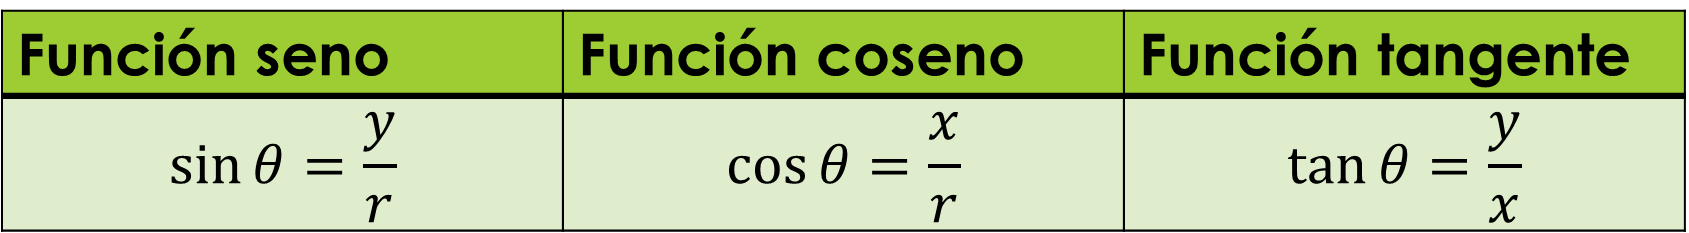 Función seno Función coseno Función tangente
sin θ = y/r cos θ = x/r tan θ = y/x